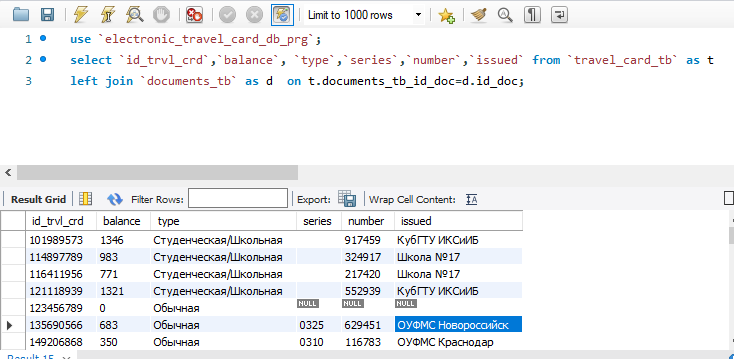 Limit to 1000 rows
1 use `electronic_travel_card_db_prg`;
2 select `id_trvl_crd`,`balance`, `type`,`series`,`number`,`issued` from `travel_card_tb` as t
3 left join `documents_tb` as d on t.documents_tb_id_doc=d.id_doc;
Result Grid Filter Rows: Export: Wrap Cell Content:
id_trvl_crd balance type series number issued
101989573 1346 Студенческая/Школьная 917459 КубГТУ ИКСиИБ
114897789 983 Студенческая/Школьная 324917 Школа №17
116411956 771 Студенческая/Школьная 217420 Школа №17
121118939 1321 Студенческая/Школьная 552939 КубГТУ ИКСиИБ
123456789 0 Обычная NULL NULL NULL
135690566 683 Обычная 0325 629451 ОУФМС Новороссийск
149206868 350 Обычная 0310 116783 ОУФМС Краснодар
Result 15